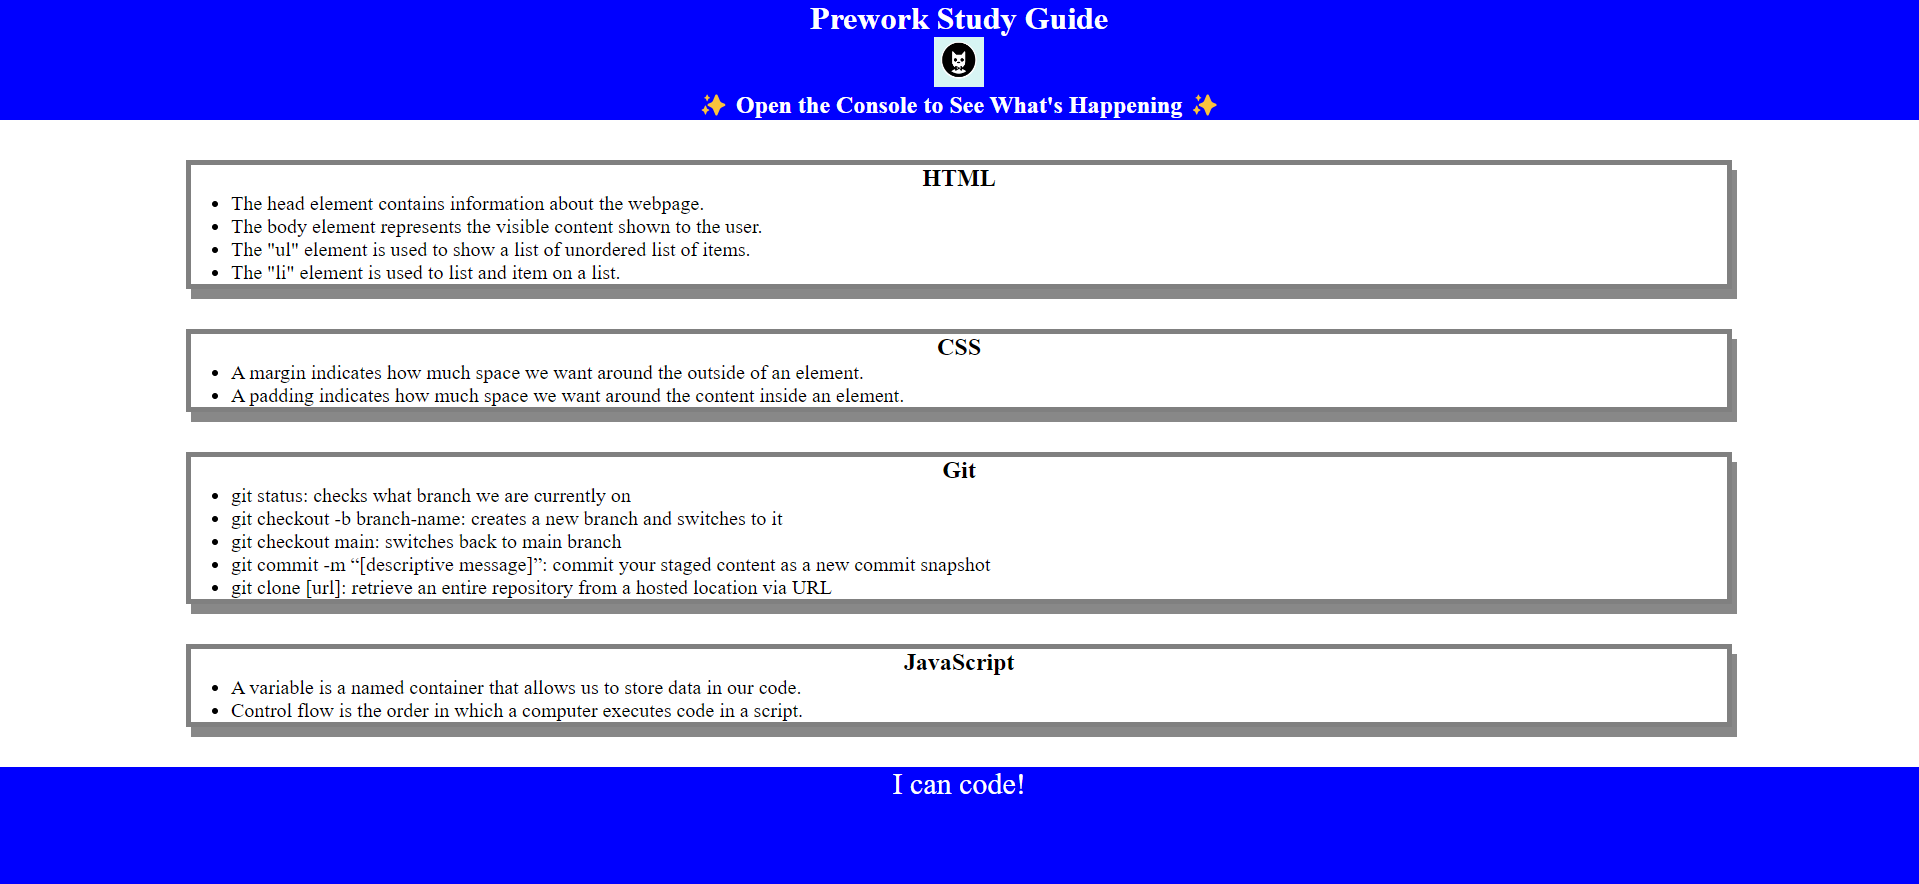 Prework Study Guide
✨ Open the Console to See What's Happening ✨
HTML
• The head element contains information about the webpage.
• The body element represents the visible content shown to the user.
• The "ul" element is used to show a list of unordered list of items.
• The "li" element is used to list and item on a list.
CSS
• A margin indicates how much space we want around the outside of an element.
• A padding indicates how much space we want around the content inside an element.
Git
• git status: checks what branch we are currently on
• git checkout -b branch-name: creates a new branch and switches to it
• git checkout main: switches back to main branch
• git commit -m “[descriptive message]”: commit your staged content as a new commit snapshot
• git clone [url]: retrieve an entire repository from a hosted location via URL
JavaScript
• A variable is a named container that allows us to store data in our code.
• Control flow is the order in which a computer executes code in a script.
I can code!